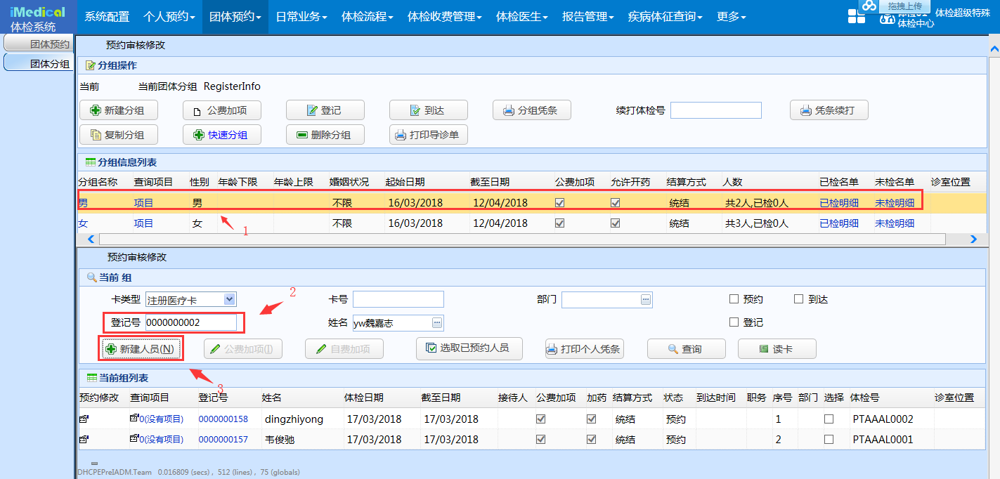 iMedical
体检系统
系统配置 个人预约 团体预约 日常业务 体检流程 体检收费管理 体检医生 报告管理 疾病体征查询 更多
拖拽上传
体检超级特殊
体检中心
团体预约
团体分组
预约审核修改
分组操作
当前 当前团体分组 RegisterInfo
新建分组 公费加项 登记 到达 分组凭条 续打体检号 凭条续打
复制分组 快速分组 删除分组 打印导诊单
分组信息列表
分组名称 查询项目 性别 年龄下限 年龄上限 婚姻状况 起始日期 截至日期 公费加项 允许开药 结算方式 人数 已检名单 未检名单 诊室位置
男 项目 男 不限 16/03/2018 12/04/2018 统结 共2人,已检0人 已检明细 未检明细
女 项目 女 不限 16/03/2018 12/04/2018 统结 共3人,已检0人 已检明细 未检明细
1
预约审核修改
当前 组
2
卡类型 注册医疗卡 卡号 部门 预约 到达
登记号 0000000002 姓名 yw魏嘉志 登记
新建人员(N) 公费加项(I) 自费加项 选取已预约人员 打印个人凭条 查询 读卡
3
当前组列表
预约修改 查询项目 登记号 姓名 体检日期 截至日期 接待人 公费加项 加药 结算方式 状态 到达时间 职务 序号 部门 选择 体检号 诊室位置
0(没有项目) 0000000158 dingzhiyong 17/03/2018 17/03/2018 统结 预约 1 PTAAAL0002
0(没有项目) 0000000157 韦俊驰 17/03/2018 17/03/2018 统结 预约 2 PTAAAL0001
DHCPEPreIADM.Team 0.016809 (secs) , 512 (lines) , 75 (globals)